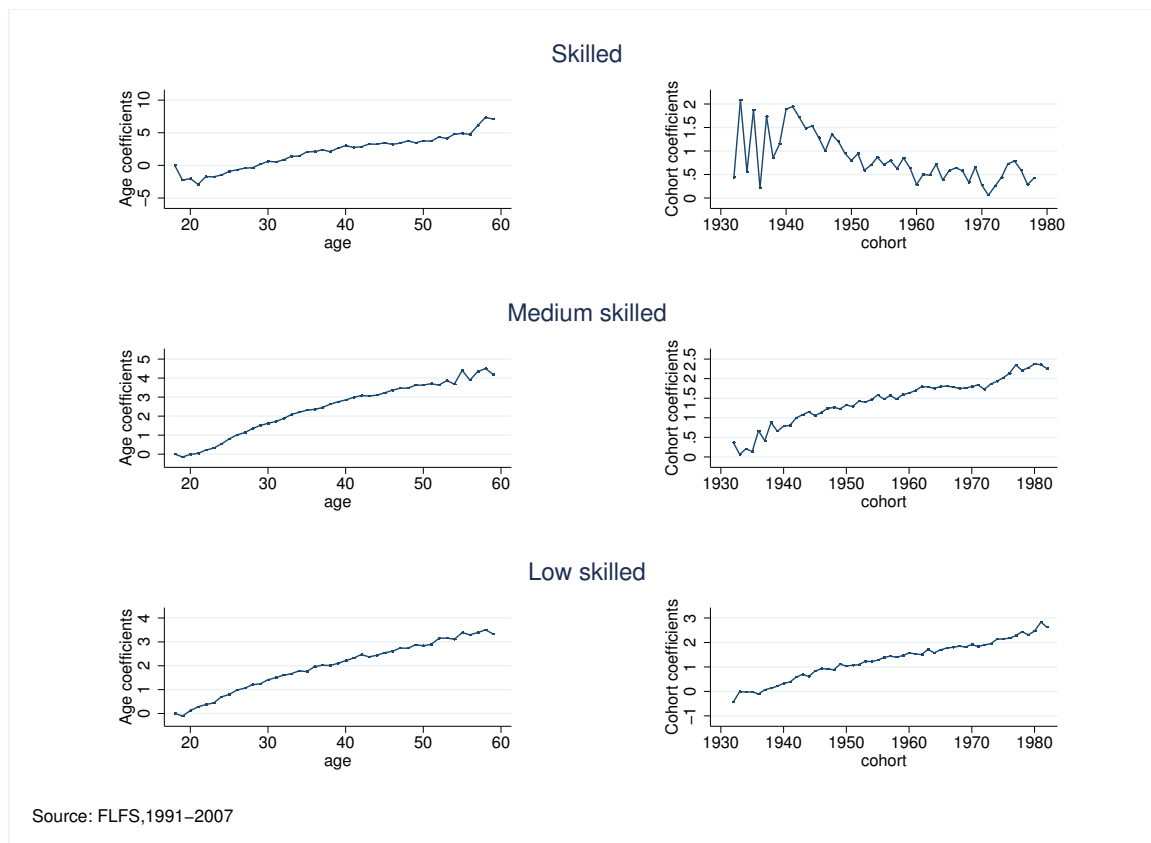 Skilled
Age coefficients
−5 0 5 10
20 30 40 50 60
age
Cohort coefficients
0 .5 1 1.5 2
1930 1940 1950 1960 1970 1980
cohort
Medium skilled
Age coefficients
0 1 2 3 4 5
20 30 40 50 60
age
Cohort coefficients
0 .5 1 1.5 2 2.5
1930 1940 1950 1960 1970 1980
cohort
Low skilled
Age coefficients
0 1 2 3 4
20 30 40 50 60
age
Cohort coefficients
−1 0 1 2 3
1930 1940 1950 1960 1970 1980
cohort
Source: FLFS,1991−2007